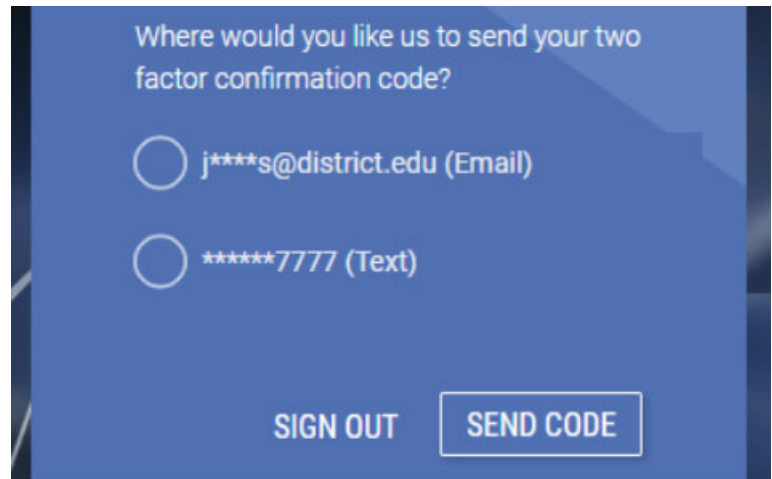 Where would you like us to send your two
factor confirmation code?
j****s@district.edu (Email)
******7777 (Text)
SIGN OUT
SEND CODE